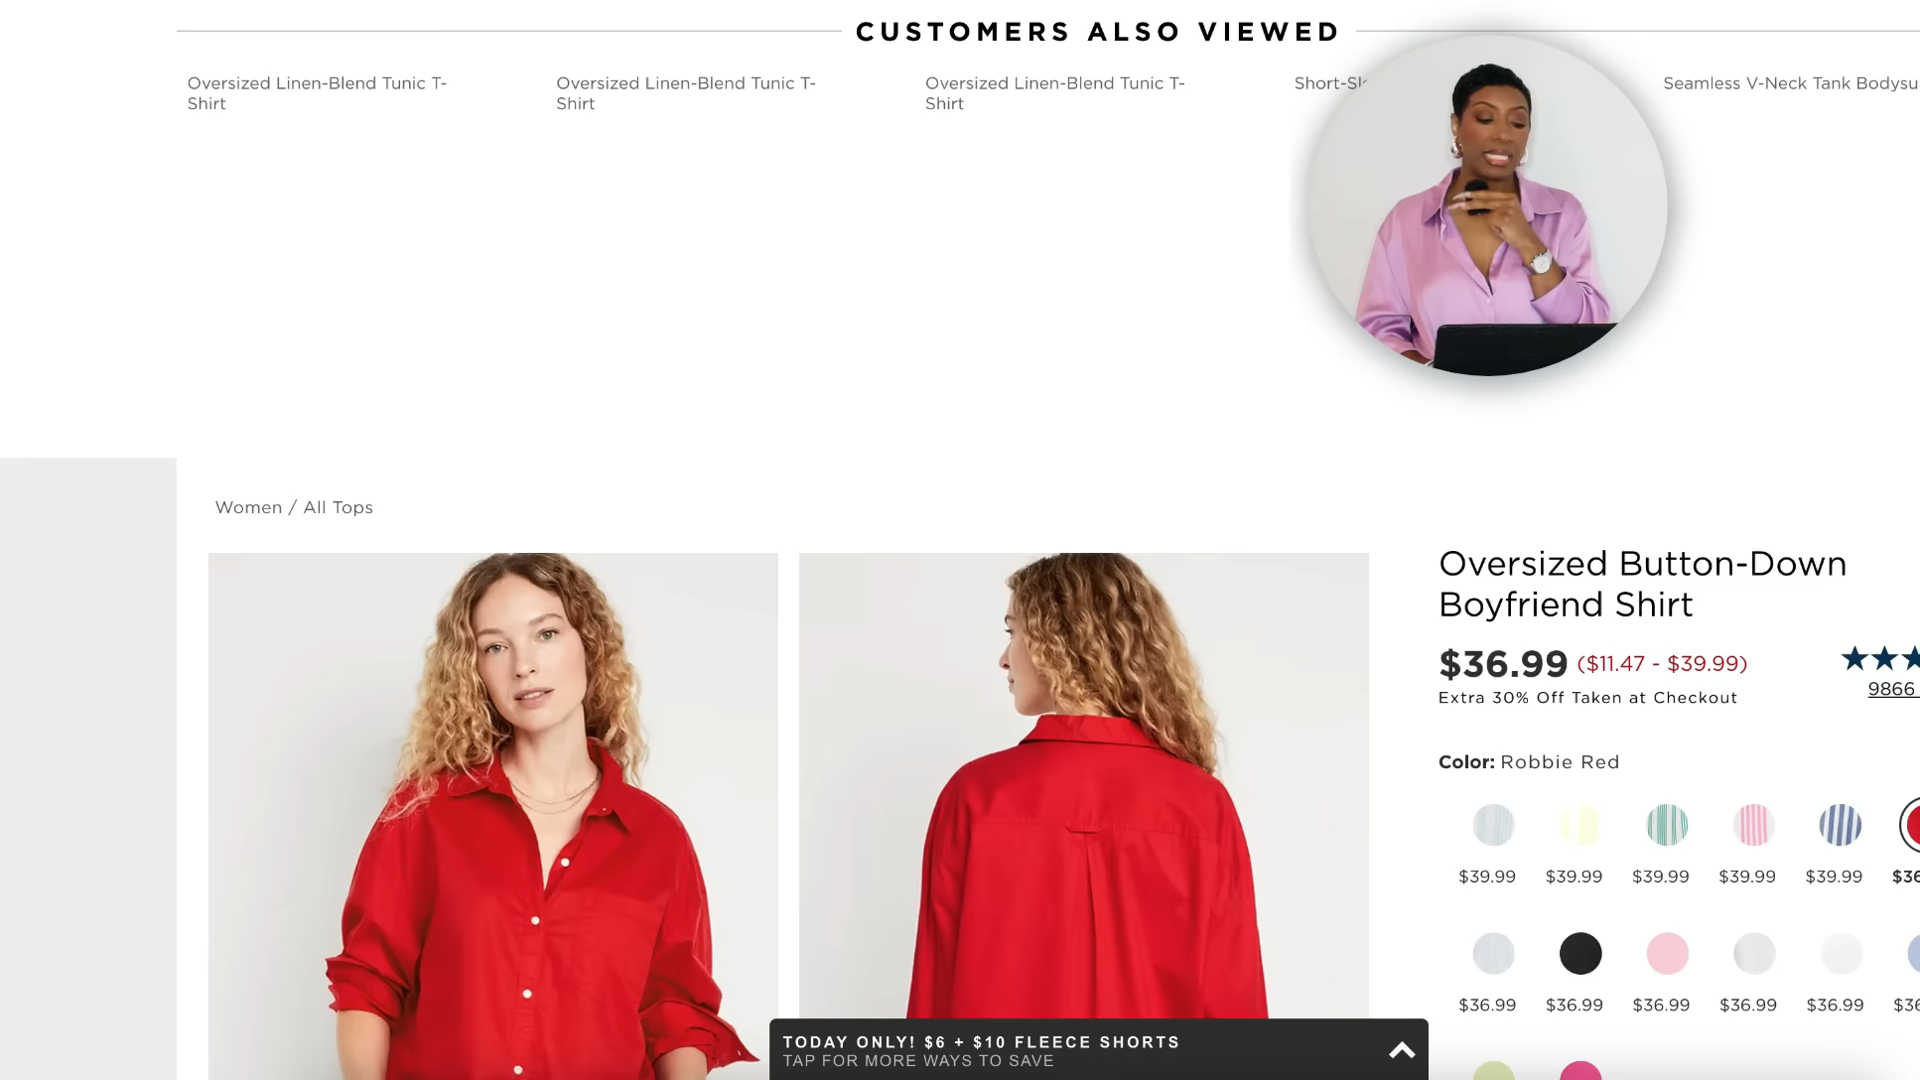 CUSTOMERS ALSO VIEWED
Oversized Linen-Blend Tunic T-
Shirt
Oversized Linen-Blend Tunic T-
Shirt
Oversized Linen-Blend Tunic T-
Shirt
Short-Sl
Seamless V-Neck Tank Bodysu
Women / All Tops
Oversized Button-Down
Boyfriend Shirt
$36.99 ($11.47 - $39.99)
9866
Extra 30% Off Taken at Checkout
Color: Robbie Red
$39.99 $39.99 $39.99 $39.99 $39.99 $36
$36.99 $36.99 $36.99 $36.99 $36.99 $36
TODAY ONLY! $6 + $10 FLEECE SHORTS
TAP FOR MORE WAYS TO SAVE